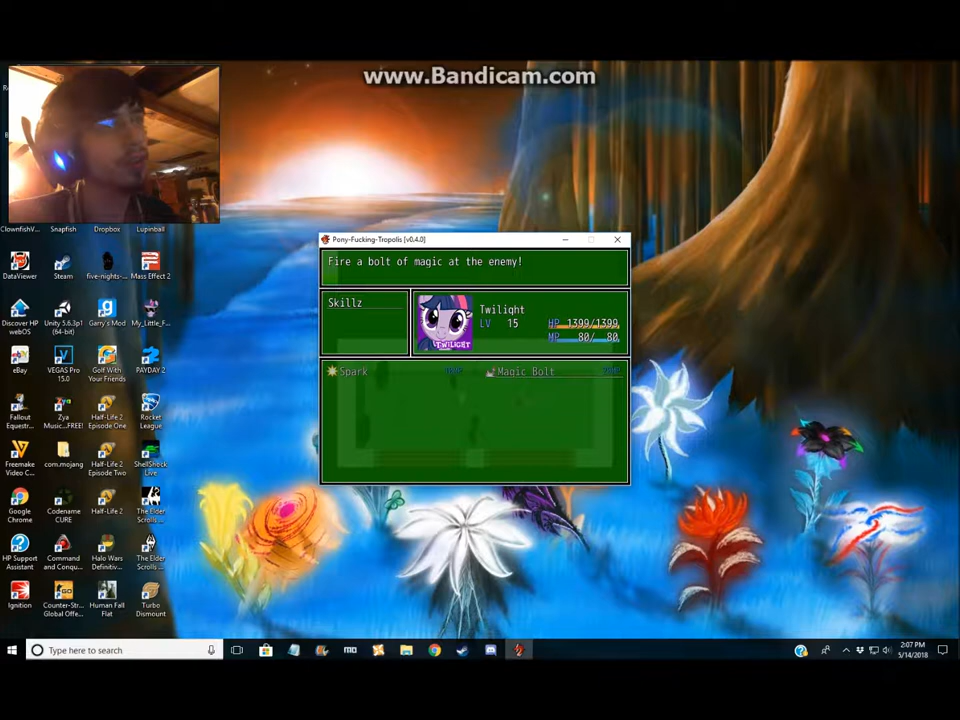 www.Bandicam.com
ClownfishV...
Snapfish
Dropbox
Lupinball
DataViewer
Steam
five-nights-...
Mass Effect 2
Discover HP webOS
Unity 5.6.3p1 (64-bit)
Garry's Mod
My_Little_F...
eBay
VEGAS Pro 15.0
Golf With Your Friends
PAYDAY 2
Fallout Equestr...
Zya Music...FREE!
Half-Life 2 Episode One
Rocket League
Freemake Video C...
com.mojang
Half-Life 2 Episode Two
ShellShock Live
Google Chrome
Codename CURE
Half-Life 2
The Elder Scrolls ...
HP Support Assistant
Command and Conqu...
Halo Wars Definitiv...
The Elder Scrolls...
Ignition
Counter-Str... Global Offe...
Human Fall Flat
Turbo Dismount
Pony-Fucking-Tropolis [v0.4.0]
Fire a bolt of magic at the enemy!
Skillz
TWILIGHT
Twilight
LV 15
HP 1399/1399
MP 80/ 80
Spark
Magic Bolt
Type here to search
2:07 PM
5/14/2018